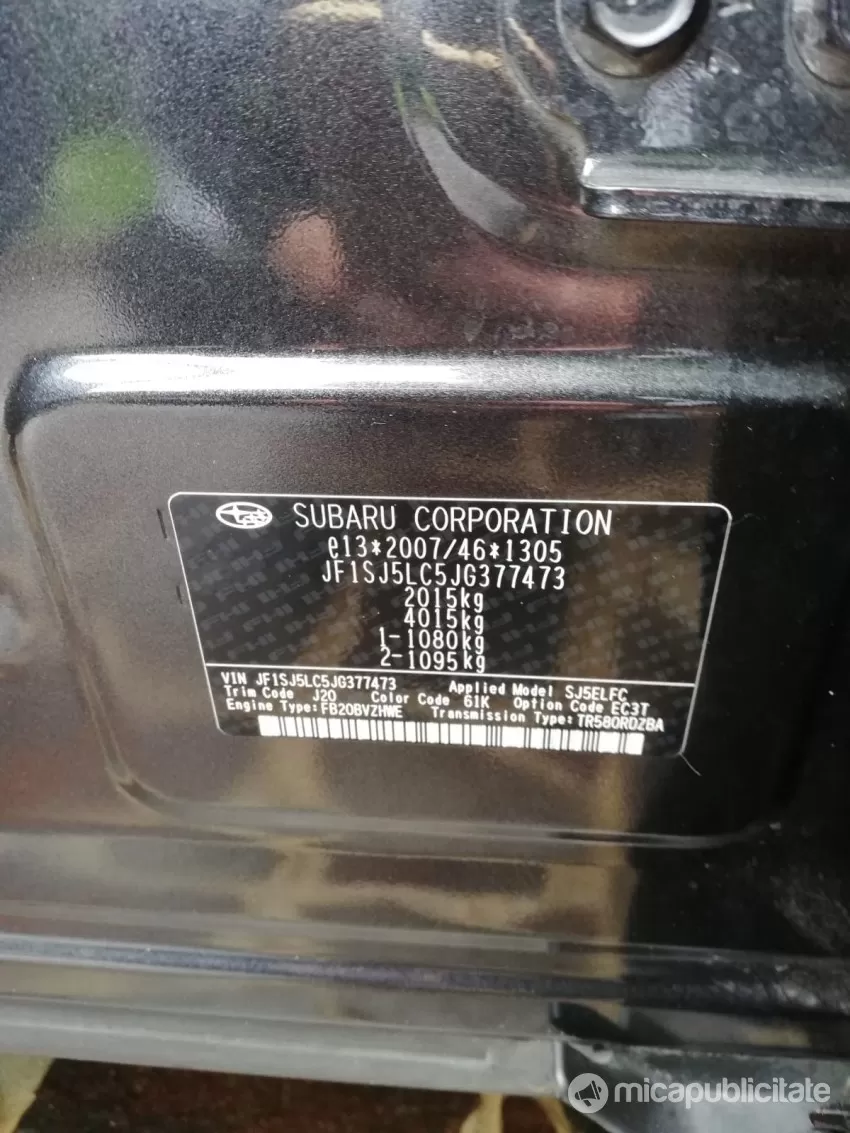 SUBARU CORPORATION
e13*2007/46*1305
JF1SJ5LC5JG377473
2015kg
4015kg
1-1080kg
2-1095kg
VIN JF1SJ5LC5JG377473 Applied Model SJ5ELFC
Trim Code J20 Color Code 61K Option Code EC3T
Engine Type:FB20BVZHWE Transmission Type:TR580RDZBA
micapublicitate